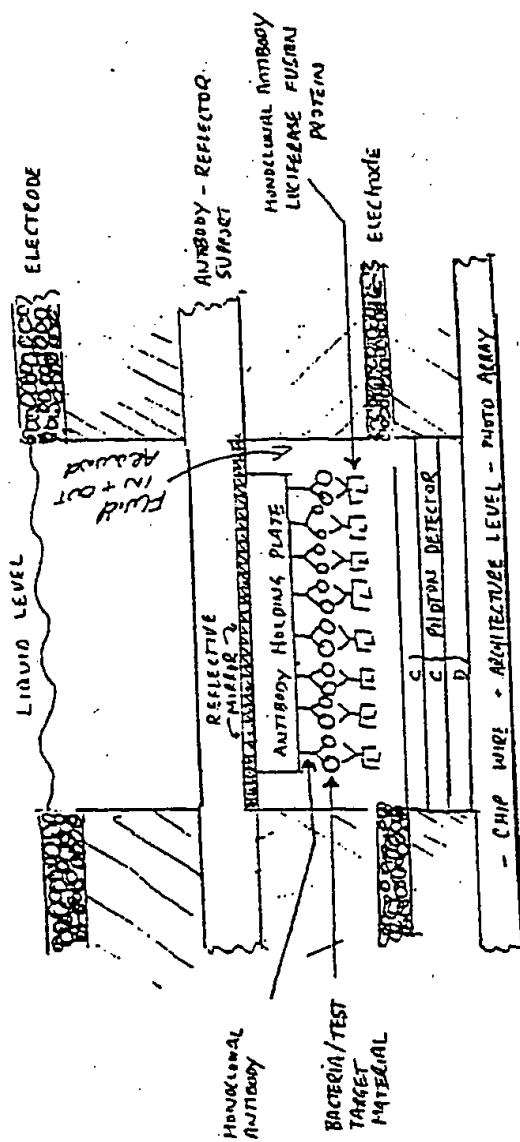 LIQUID LEVEL
ELECTRODE
ANTIBODY - REFLECTOR
SUPPORT
FLUID
IN + OUT
AROUND
REFLECTIVE
MIRROR
ANTIBODY HOLDING PLATE
MONOCLONAL ANTIBODY
LUCIFERASE FUSION
PROTEIN
ELECTRODE
MONOCLONAL
ANTIBODY
BACTERIA/TEST
TARGET
MATERIAL
L L L L L L L L
C
C
D
PHOTON DETECTOR
- CHIP WIRE + ARCHITECTURE LEVEL - PHOTO ARRAY